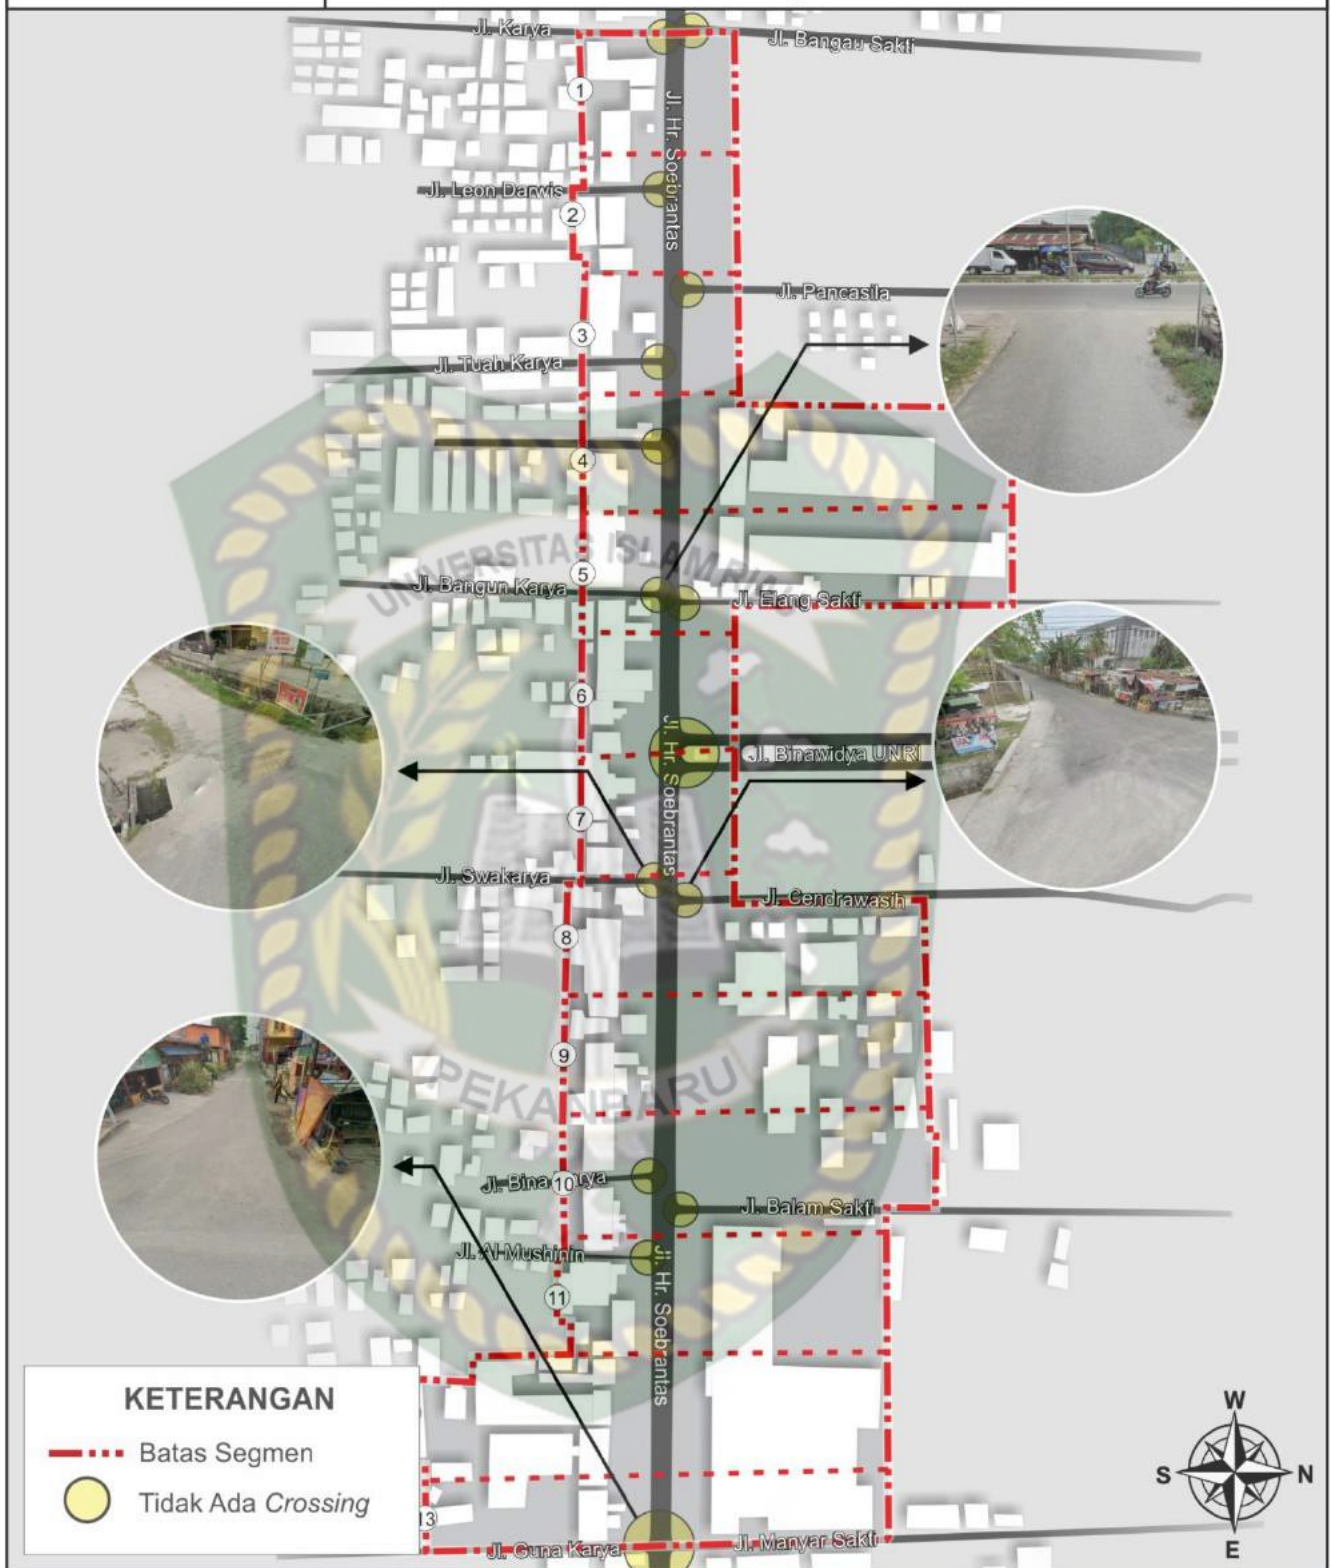 Jl. Karya
Jl. Bangau Sakti
1
Jl. Hr. Soebrantas
Jl. Leon Darwis
2
Jl. Pancasila
3
Jl. Tuah Karya
4
UNIVERSITAS ISLAM RIAU
5
Jl. Bangun Karya
Jl. Elang Sakti
6
Jl. Hr. Soebrantas
Jl. Binawidya UNRI
7
Jl. Swakarya
Jl. Cendrawasih
8
9
PEKANBARU
Jl. Bina Karya
10
Jl. Balam Sakti
Jl. Al Mushinin
Jl. Hr. Soebrantas
11
KETERANGAN
Batas Segmen
Tidak Ada Crossing
13
Jl. Guna Karya
Jl. Manyar Sakti
W
S
N
E